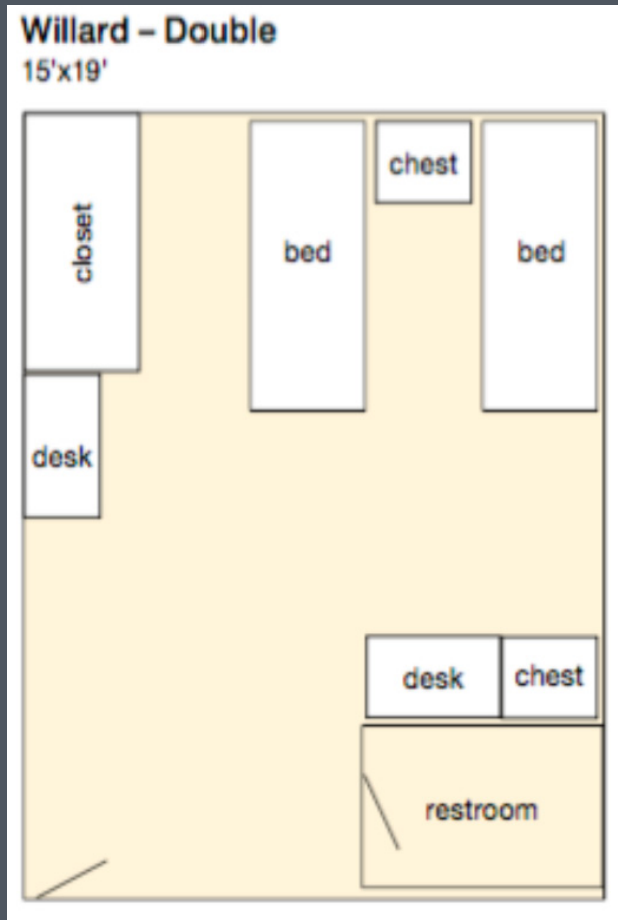 Willard – Double
15'x19'
closet
bed
chest
bed
desk
desk
chest
restroom